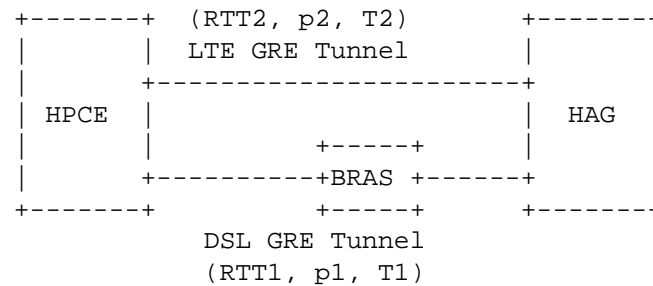 +-------+ (RTT2, p2, T2) +-------
| | LTE GRE Tunnel |
| +-----------------------+
| HPCE | | HAG
| | +-----+ |
| +----------+BRAS +------+
+-------+ +-----+ +-------
DSL GRE Tunnel
(RTT1, p1, T1)